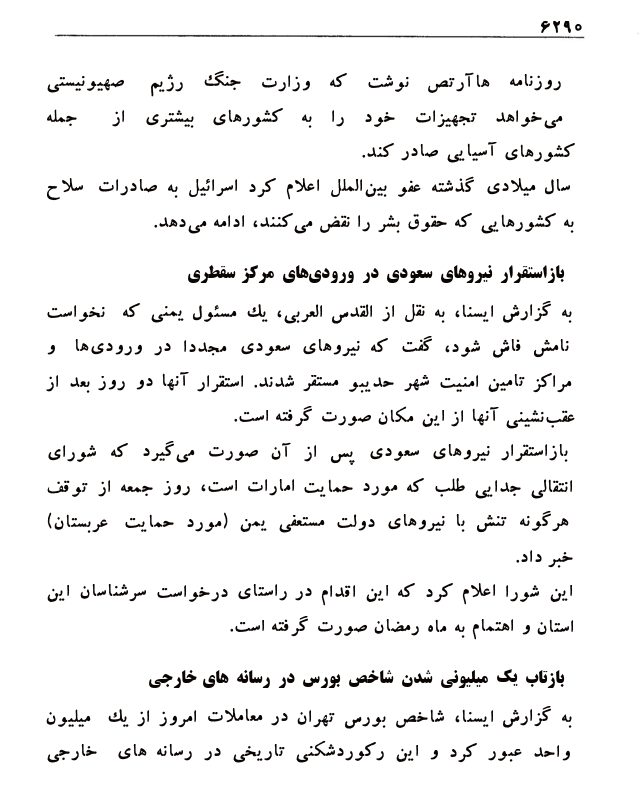 ۶۲۹۰
روزنامه هاآرتص نوشت که وزارت جنگ رژیم صهیونیستی
می‌خواهد تجهیزات خود را به کشورهای بیشتری از جمله
کشورهای آسیایی صادر کند.
سال میلادی گذشته عفو بین‌الملل اعلام کرد اسرائیل به صادرات سلاح
به کشورهایی که حقوق بشر را نقض می‌کنند، ادامه می‌دهد.
بازاستقرار نیروهای سعودی در ورودی‌های مرکز سقطری
به گزارش ایسنا، به نقل از القدس العربی، یك مسئول یمنی که نخواست
نامش فاش شود، گفت که نیروهای سعودی مجددا در ورودی‌ها و
مراکز تامین امنیت شهر حدیبو مستقر شدند. استقرار آنها دو روز بعد از
عقب‌نشینی آنها از این مکان صورت گرفته است.
بازاستقرار نیروهای سعودی پس از آن صورت می‌گیرد که شورای
انتقالی جدایی طلب که مورد حمایت امارات است، روز جمعه از توقف
هرگونه تنش با نیروهای دولت مستعفی یمن (مورد حمایت عربستان)
خبر داد.
این شورا اعلام کرد که این اقدام در راستای درخواست سرشناسان این
استان و اهتمام به ماه رمضان صورت گرفته است.
بازتاب یک میلیونی شدن شاخص بورس در رسانه های خارجی
به گزارش ایسنا، شاخص بورس تهران در معاملات امروز از یك میلیون
واحد عبور کرد و این رکوردشکنی تاریخی در رسانه های خارجی